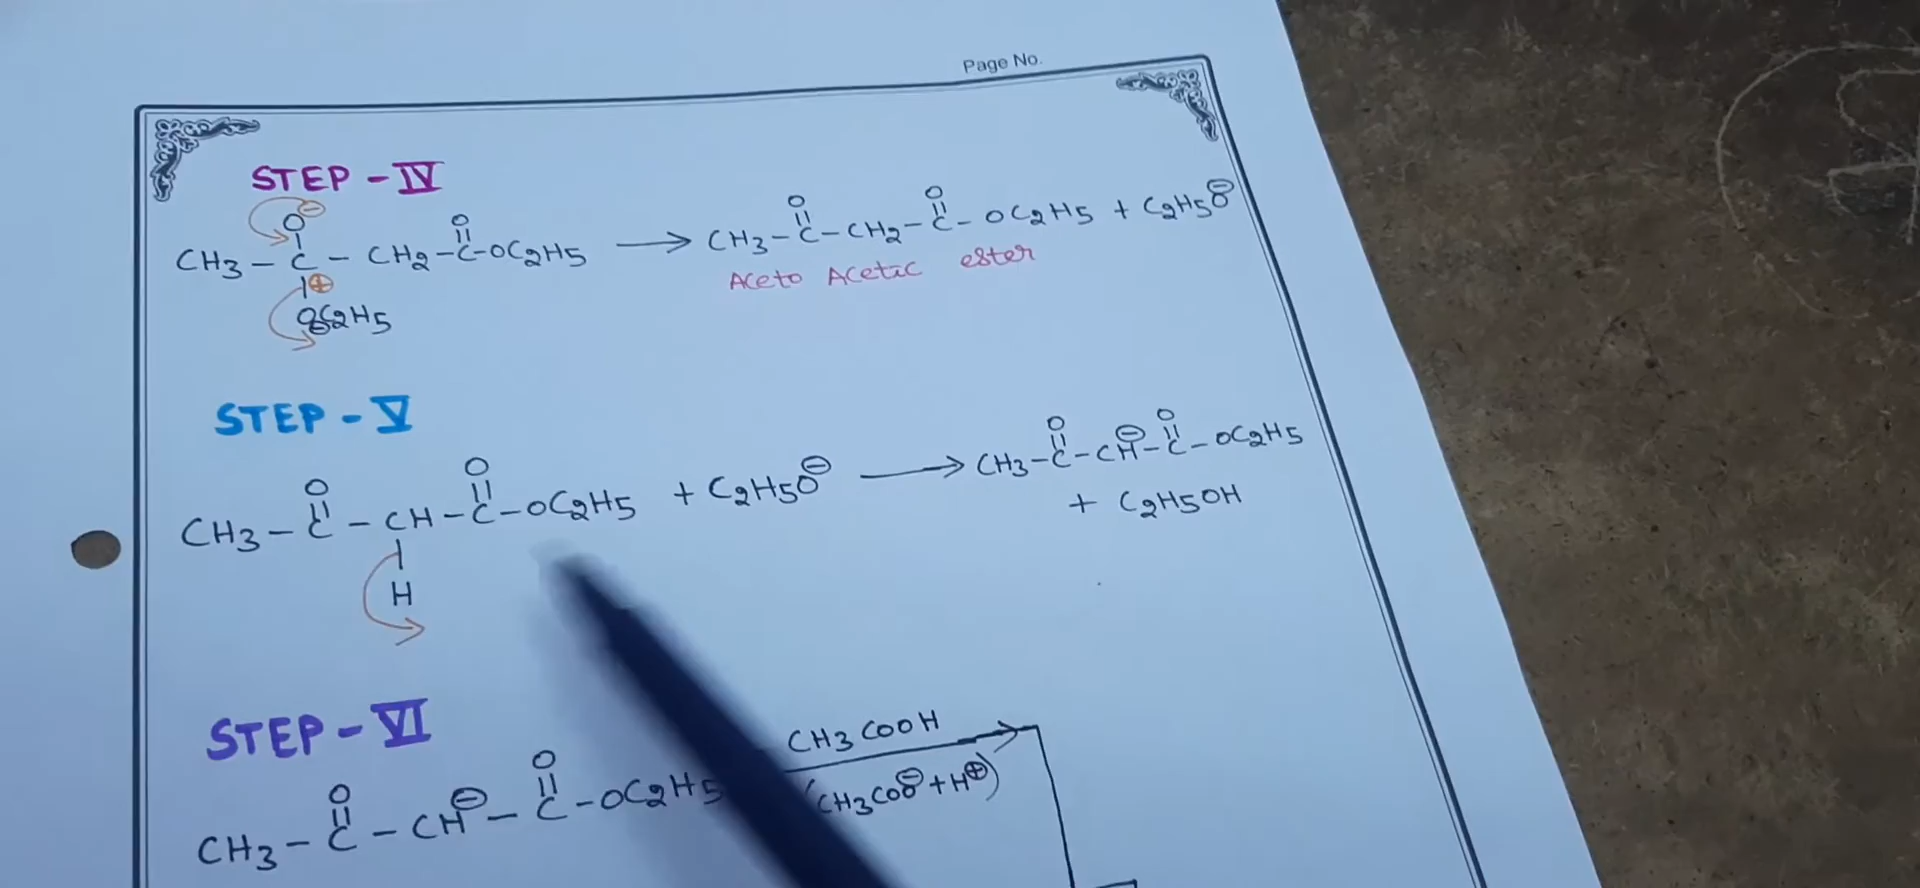 Page No.
STEP - IV
O⊖ O O O
|| || ||
CH3 - C - CH2 - C - OC2H5 ⟶ CH3 - C - CH2 - C - OC2H5 + C2H5O⊖
|⊕ Aceto Acetic ester
OC2H5
STEP - V
O O O O
|| || || ||
CH3 - C - CH - C - OC2H5 + C2H5O⊖ ⟶ CH3 - C - CH⊖ - C - OC2H5
| + C2H5OH
H
STEP - VI
CH3COOH
O O (CH3COO⊖ + H⊕)
|| ||
CH3 - C - CH⊖ - C - OC2H5